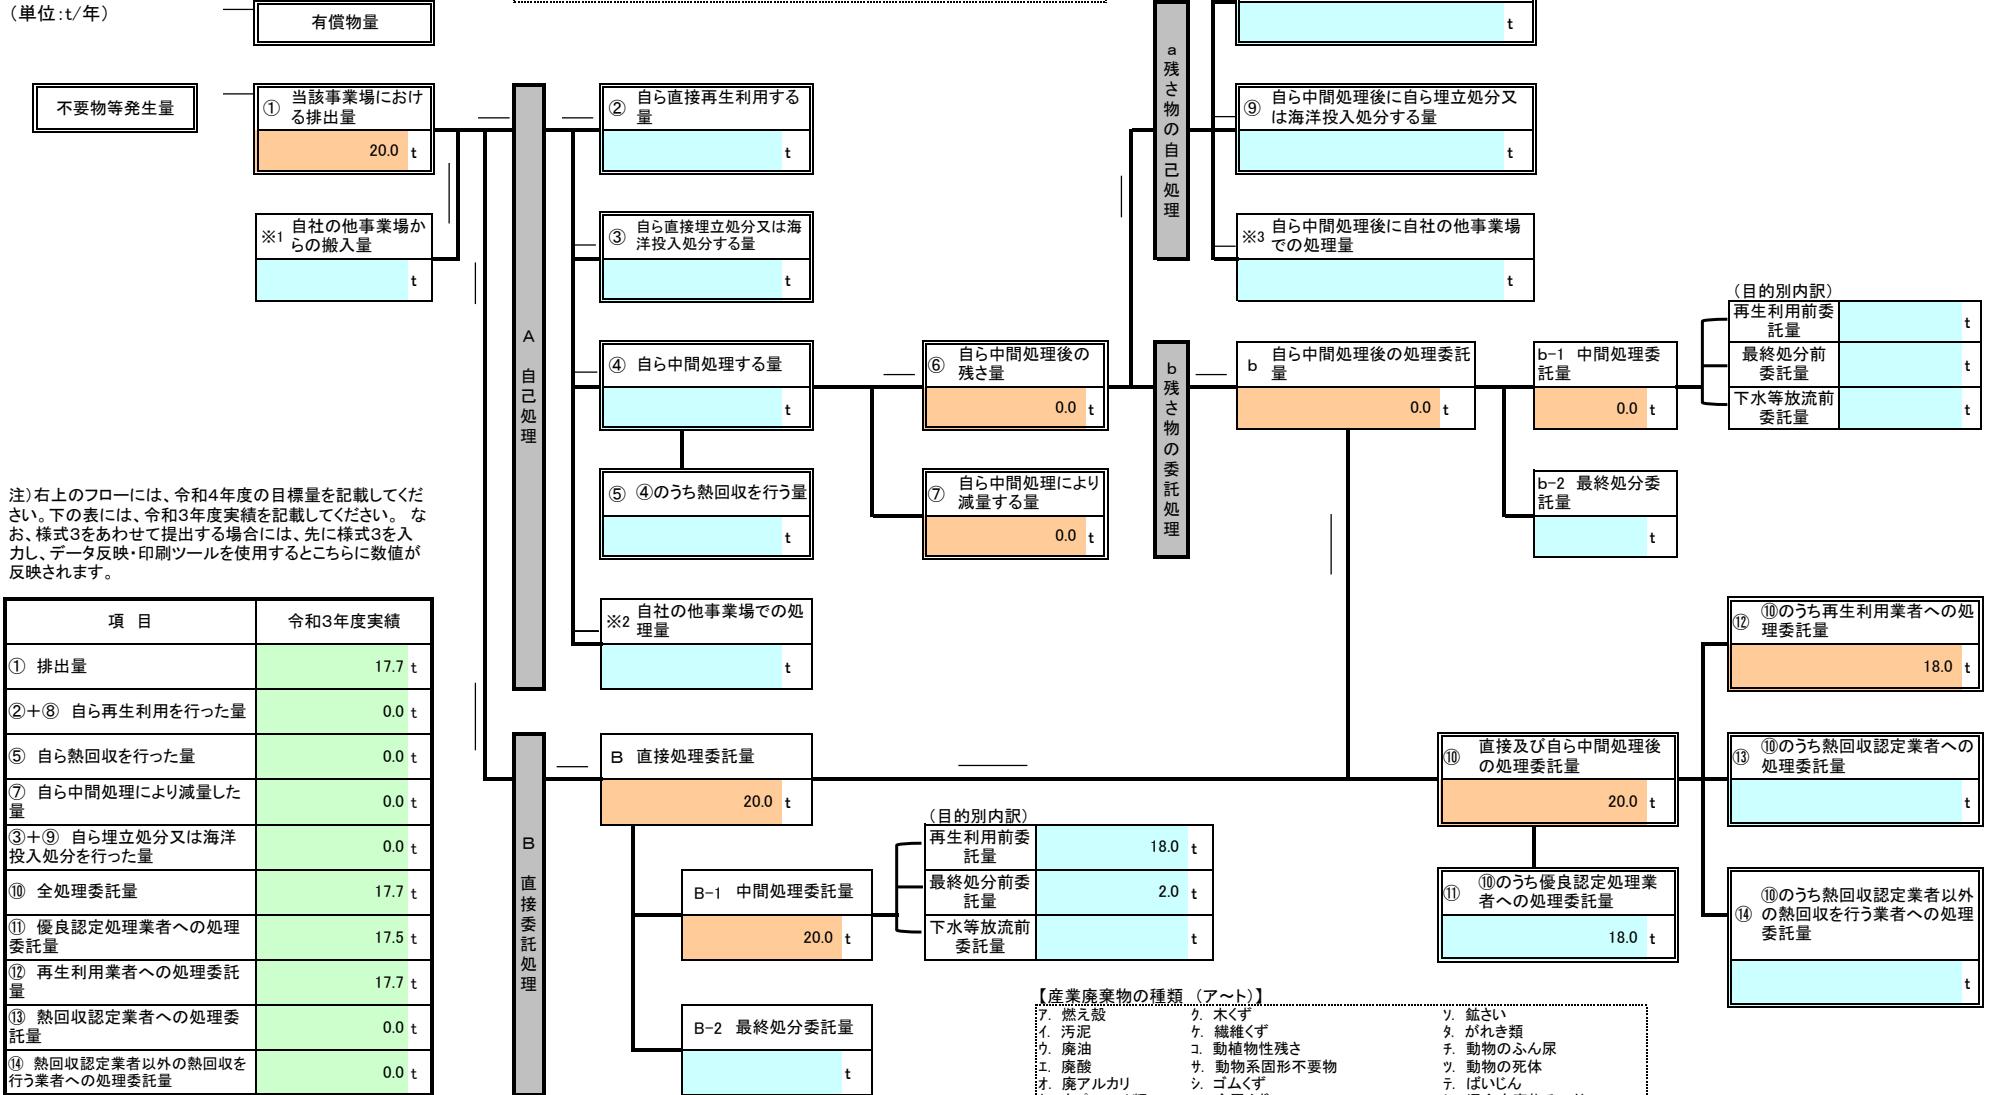 （単位:t/年）
有償物量
t
不要物等発生量
① 当該事業場におけ
る排出量
20.0 t
※1 自社の他事業場か
らの搬入量
t
A 自己処理
② 自ら直接再生利用する
量
t
③ 自ら直接埋立処分又は海
洋投入処分する量
t
④ 自ら中間処理する量
t
⑤ ④のうち熱回収を行う量
t
※2 自社の他事業場での処
理量
t
⑥ 自ら中間処理後の
残さ量
0.0 t
⑦ 自ら中間処理により
減量する量
0.0 t
a残さ物の自己処理
⑨ 自ら中間処理後に自ら埋立処分又
は海洋投入処分する量
t
※3 自ら中間処理後に自社の他事業場
での処理量
t
b残さ物の委託処理
b 自ら中間処理後の処理委託
量
0.0 t
b-1 中間処理委
託量
0.0 t
b-2 最終処分委
託量
t
（目的別内訳）
再生利用前委
託量
t
最終処分前
委託量
t
下水等放流前
委託量
t
注）右上のフローには、令和4年度の目標量を記載してくだ
さい。下の表には、令和3年度実績を記載してください。 な
お、様式3をあわせて提出する場合には、先に様式3を入
力し、データ反映・印刷ツールを使用するとこちらに数値が
反映されます。
項 目 令和3年度実績
① 排出量 17.7 t
②＋⑧ 自ら再生利用を行った量 0.0 t
⑤ 自ら熱回収を行った量 0.0 t
⑦ 自ら中間処理により減量した
量 0.0 t
③＋⑨ 自ら埋立処分又は海洋
投入処分を行った量 0.0 t
⑩ 全処理委託量 17.7 t
⑪ 優良認定処理業者への処理
委託量 17.5 t
⑫ 再生利用業者への処理委託
量 17.7 t
⑬ 熱回収認定業者への処理委
託量 0.0 t
⑭ 熱回収認定業者以外の熱回収を
行う業者への処理委託量 0.0 t
B 直接委託処理
B 直接処理委託量
20.0 t
B-1 中間処理委託量
20.0 t
B-2 最終処分委託量
t
（目的別内訳）
再生利用前委
託量
18.0 t
最終処分前委
託量
2.0 t
下水等放流前
委託量
t
⑩ 直接及び自ら中間処理後
の処理委託量
20.0 t
⑪ ⑩のうち優良認定処理業
者への処理委託量
18.0 t
⑫ ⑩のうち再生利用業者への処
理委託量
18.0 t
⑬ ⑩のうち熱回収認定業者への
処理委託量
t
⑭ ⑩のうち熱回収認定業者以外
の熱回収を行う業者への処理
委託量
t
【産業廃棄物の種類 （ア～ト）】
ア. 燃え殻 ク. 木くず ソ. 鉱さい
イ. 汚泥 ケ. 繊維くず タ. がれき類
ウ. 廃油 コ. 動植物性残さ チ. 動物のふん尿
エ. 廃酸 サ. 動物系固形不要物 ツ. 動物の死体
オ. 廃アルカリ シ. ゴムくず テ. ばいじん